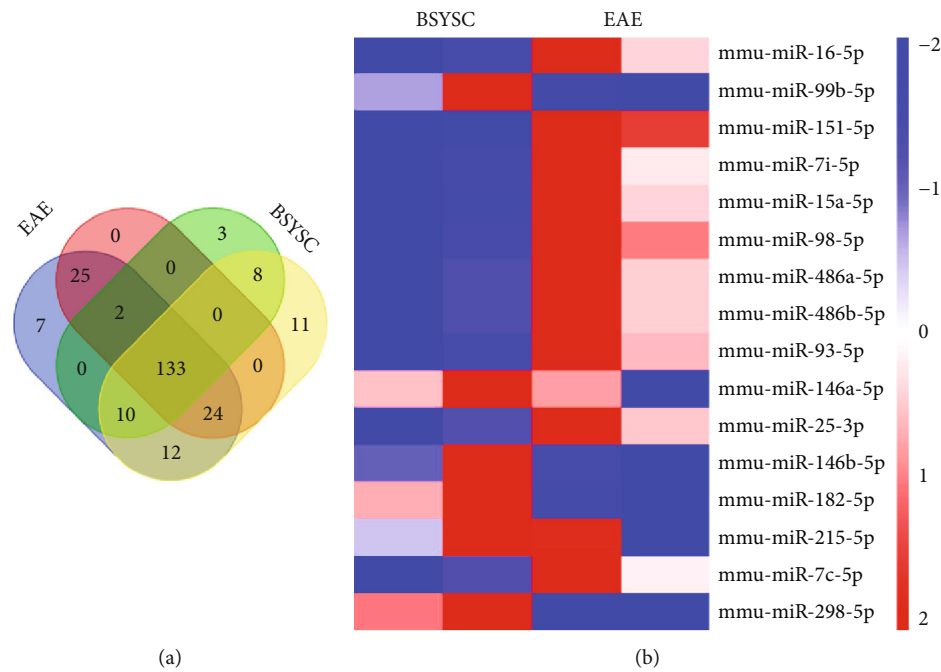 EAE
BSYSC
0
3
25
0
8
7
2
0
11
0
133
0
10
24
12
(a)
BSYSC EAE
mmu-miR-16-5p
mmu-miR-99b-5p
mmu-miR-151-5p
mmu-miR-7i-5p
mmu-miR-15a-5p
mmu-miR-98-5p
mmu-miR-486a-5p
mmu-miR-486b-5p
mmu-miR-93-5p
mmu-miR-146a-5p
mmu-miR-25-3p
mmu-miR-146b-5p
mmu-miR-182-5p
mmu-miR-215-5p
mmu-miR-7c-5p
mmu-miR-298-5p
−2
−1
0
1
2
(b)